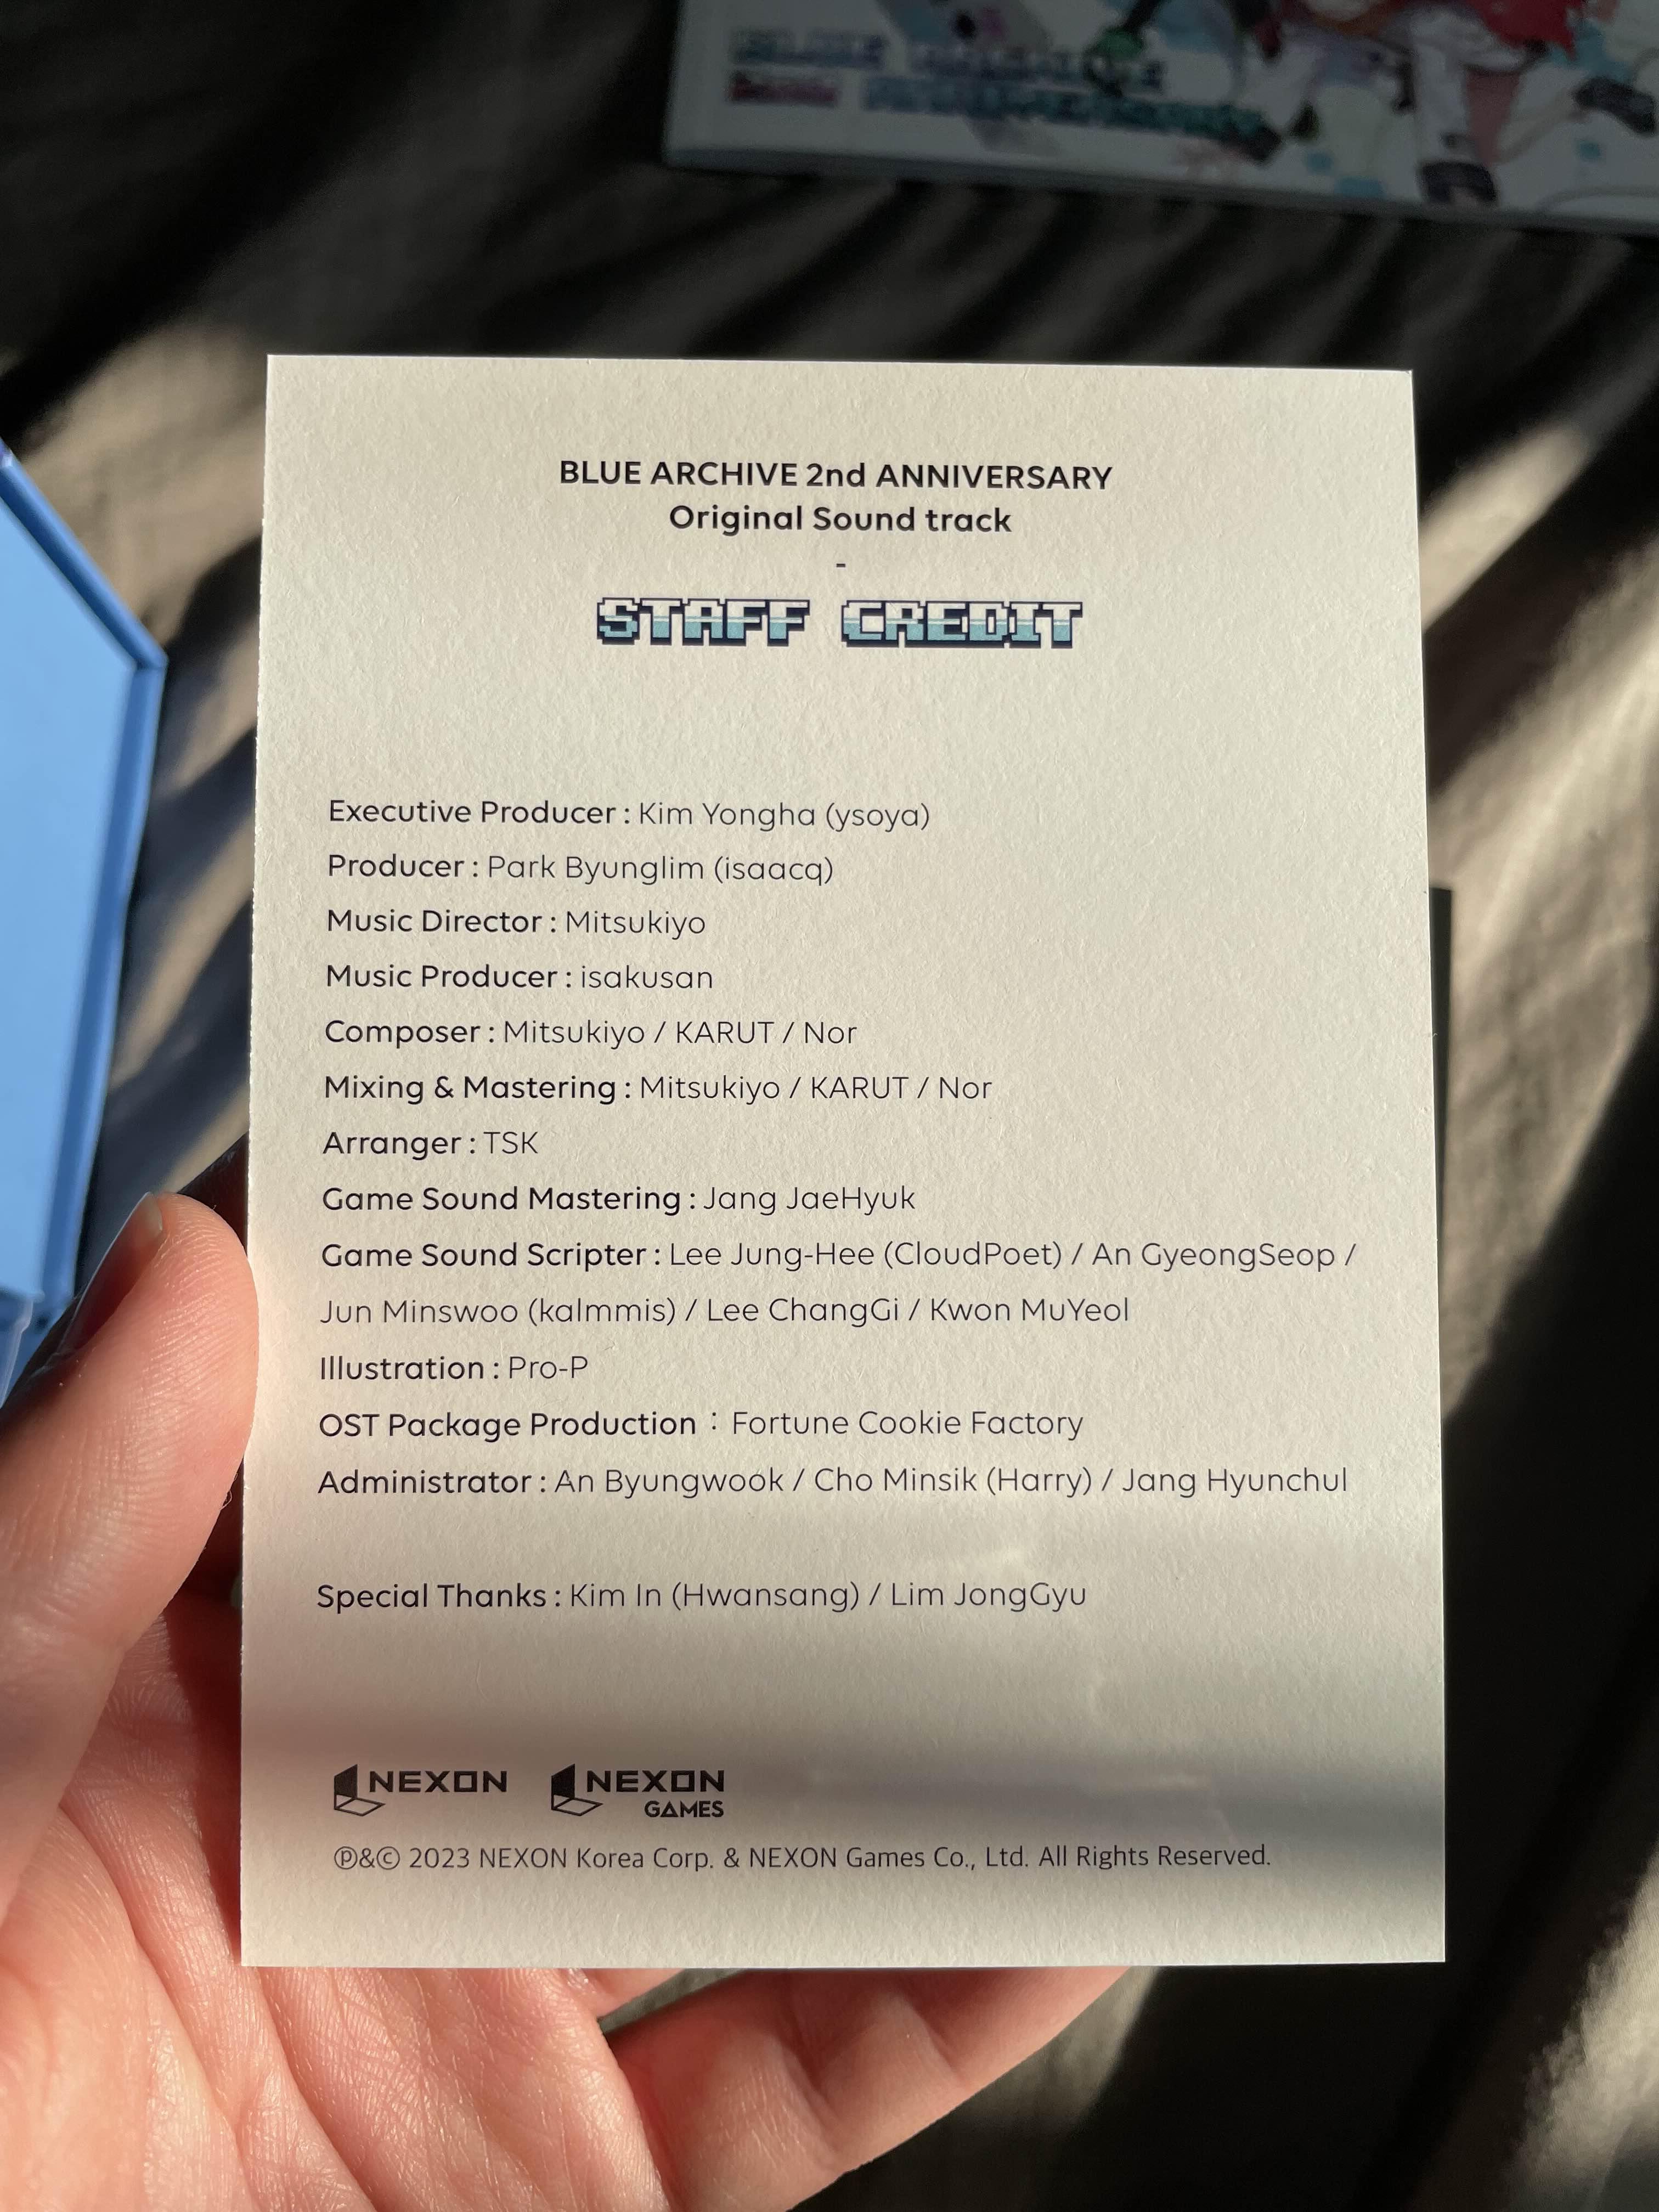 BLUE ARCHIVE 2nd ANNIVERSARY
Original Sound track
-
STAFF CREDIT
Executive Producer : Kim Yongha (ysoya)
Producer : Park Byunglim (isaacq)
Music Director : Mitsukiyo
Music Producer : isakusan
Composer : Mitsukiyo / KARUT / Nor
Mixing & Mastering : Mitsukiyo / KARUT / Nor
Arranger : TSK
Game Sound Mastering : Jang JaeHyuk
Game Sound Scripter : Lee Jung-Hee (CloudPoet) / An GyeongSeop /
Jun Minswoo (kalmmis) / Lee ChangGi / Kwon MuYeol
Illustration : Pro-P
OST Package Production : Fortune Cookie Factory
Administrator : An Byungwook / Cho Minsik (Harry) / Jang Hyunchul
Special Thanks : Kim In (Hwansang) / Lim JongGyu
NEXON NEXON GAMES
℗&© 2023 NEXON Korea Corp. & NEXON Games Co., Ltd. All Rights Reserved.